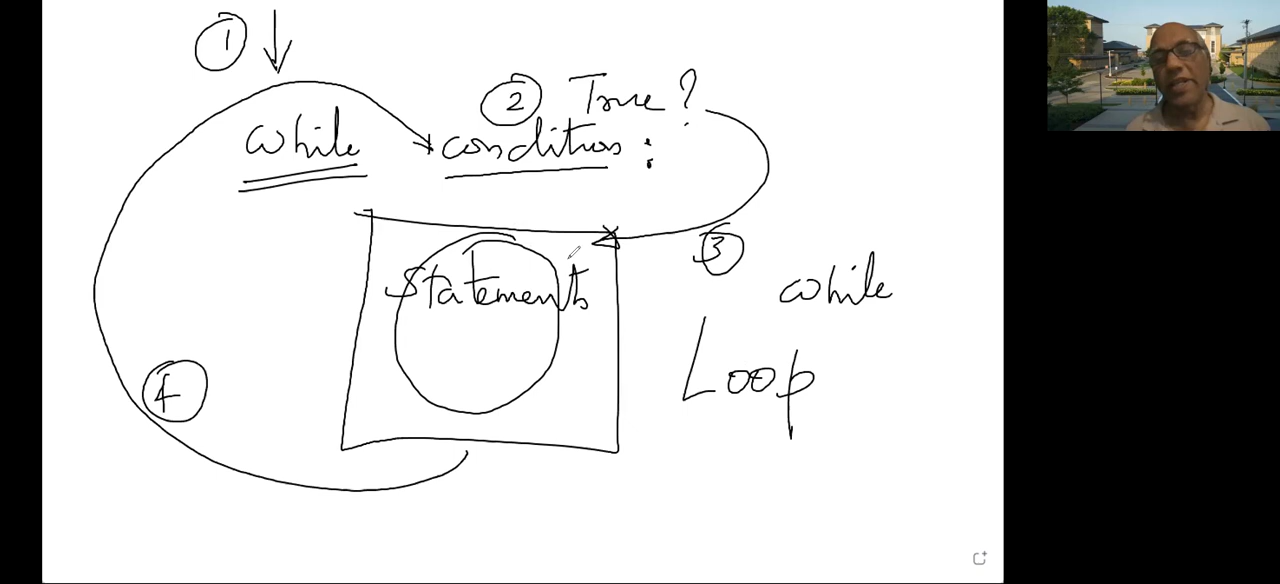 1
2 True?
while condition:
3
Statements
while
Loop
4